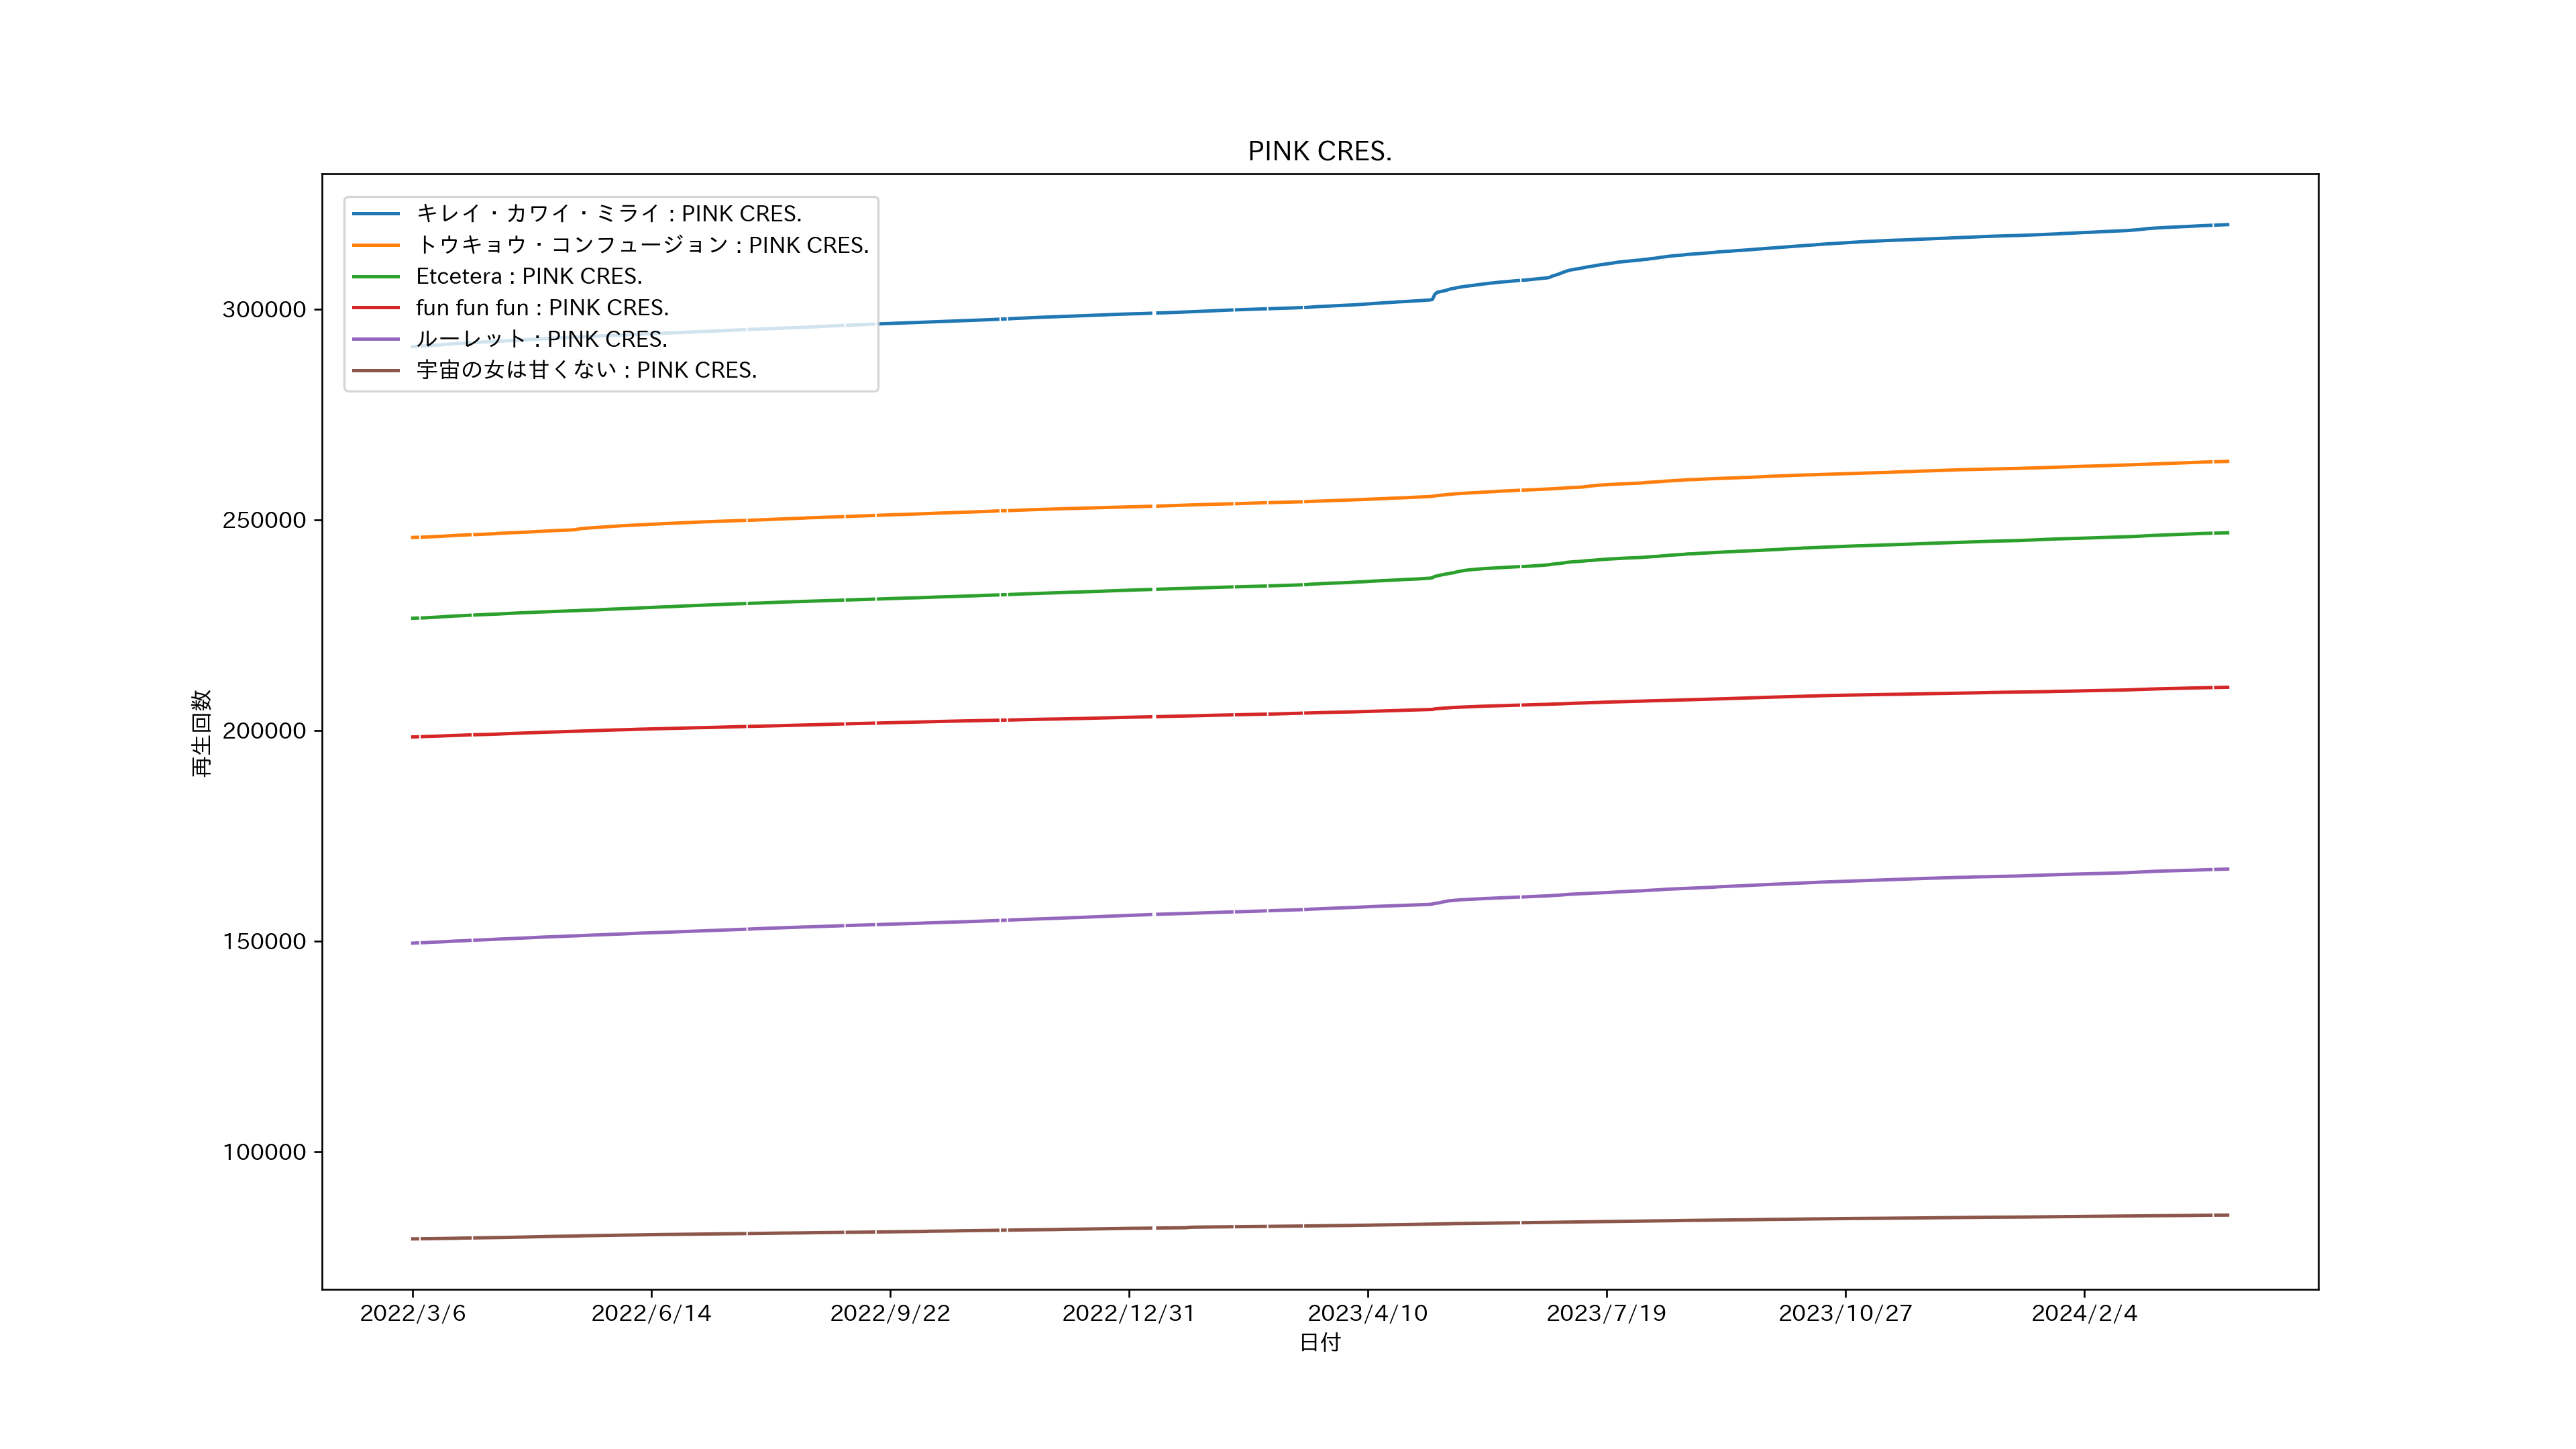 PINK CRES.
キレイ・カワイ・ミライ : PINK CRES.
トウキョウ・コンフュージョン : PINK CRES.
Etcetera : PINK CRES.
fun fun fun : PINK CRES.
ルーレット : PINK CRES.
宇宙の女は甘くない : PINK CRES.
300000
250000
200000
150000
100000
再生回数
2022/3/6
2022/6/14
2022/9/22
2022/12/31
2023/4/10
2023/7/19
2023/10/27
2024/2/4
日付